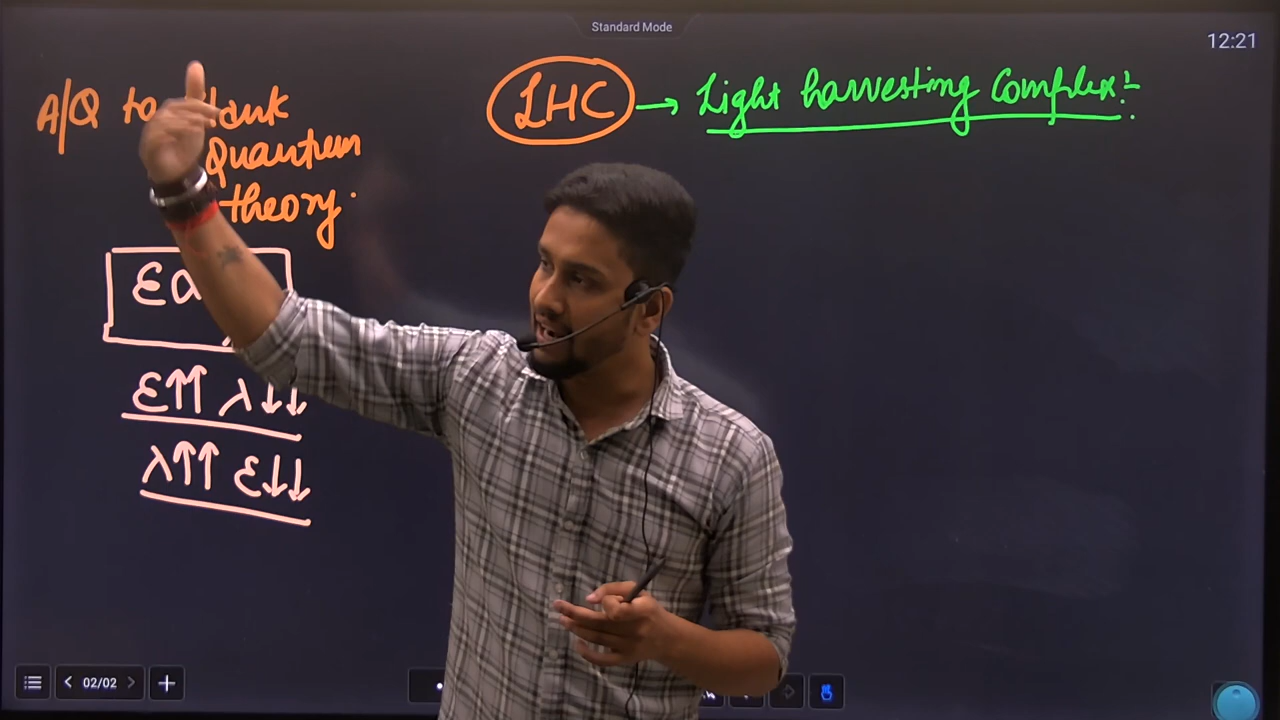 Standard Mode
12:21
A/Q to
Quantum
theory.
LHC → Light harvesting Complex:-
E↑↑ λ↓↓
λ↑↑ E↓↓
02/02